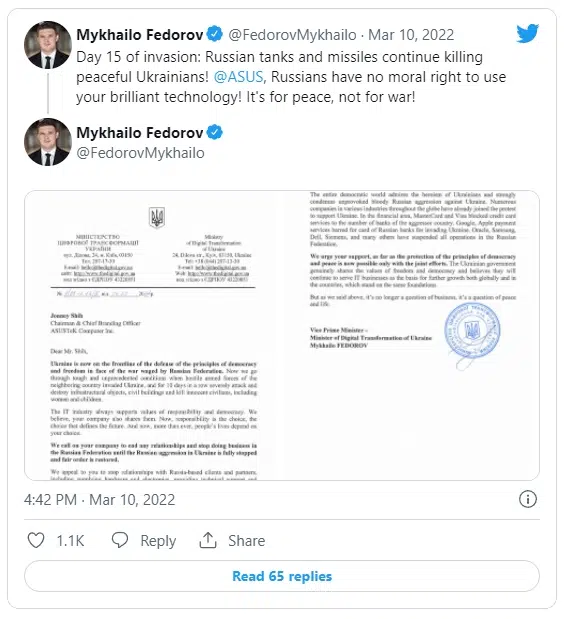 Mykhailo Fedorov @FedorovMykhailo · Mar 10, 2022
Day 15 of invasion: Russian tanks and missiles continue killing
peaceful Ukrainians! @ASUS, Russians have no moral right to use
your brilliant technology! It's for peace, not for war!
Mykhailo Fedorov
@FedorovMykhailo
МІНІСТЕРСТВО
ЦИФРОВОЇ ТРАНСФОРМАЦІЇ
УКРАЇНИ
Ministry
of Digital Transformation
of Ukraine
Jonney Shih
Chairman & Chief Branding Officer
ASUSTeK Computer Inc.
Dear Mr. Shih,
Ukraine is now on the frontline of the defense of the principles of democracy
and freedom in face of the war waged by Russian Federation. Now we go
through tough and unprecedented conditions when hostile armed forces of the
neighboring country invaded Ukraine, and for 10 days in a row severely attack and
destroy infrastructural objects, civil buildings and kill innocent civilians, including
women and children.
The IT industry always supports values of responsibility and democracy. We
believe, your company also shares them. Now, responsibility is the choice, the
choice that defines the future. And now, more than ever, people's lives depend on
your choice.
We call on your company to end any relationships and stop doing business in
the Russian Federation until the Russian aggression in Ukraine is fully stopped
and fair order is restored.
We appeal to you to stop relationships with Russia-based clients and partners,
including supplying hardware and electronics, providing technical support and
The entire democratic world admires the heroism of Ukrainians and strongly
condemns unprovoked bloody Russian aggression against Ukraine. Numerous
companies in various industries throughout the globe have already joined the protest
to support Ukraine. In the financial area, MasterCard and Visa blocked credit card
services to the number of banks of the aggressor country. Google, Apple payment
services banned for card of Russian banks for invading Ukraine, Oracle, Samsung,
Dell, Siemens, and many others have suspended all operations in the Russian
Federation.
We urge your support, as far as the protection of the principles of democracy
and peace is now possible only with the joint efforts. The Ukrainian government
genuinely shares the values of freedom and democracy and believes they will
continue to serve IT businesses as the basis for further growth both globally and in
the countries, which stand on the same foundations.
But as we said above, it's no longer a question of business, it's a question of peace
and life.
Vice Prime Minister –
Minister of Digital Transformation of Ukraine
Mykhailo FEDOROV
4:42 PM · Mar 10, 2022
1.1K Reply Share
Read 65 replies